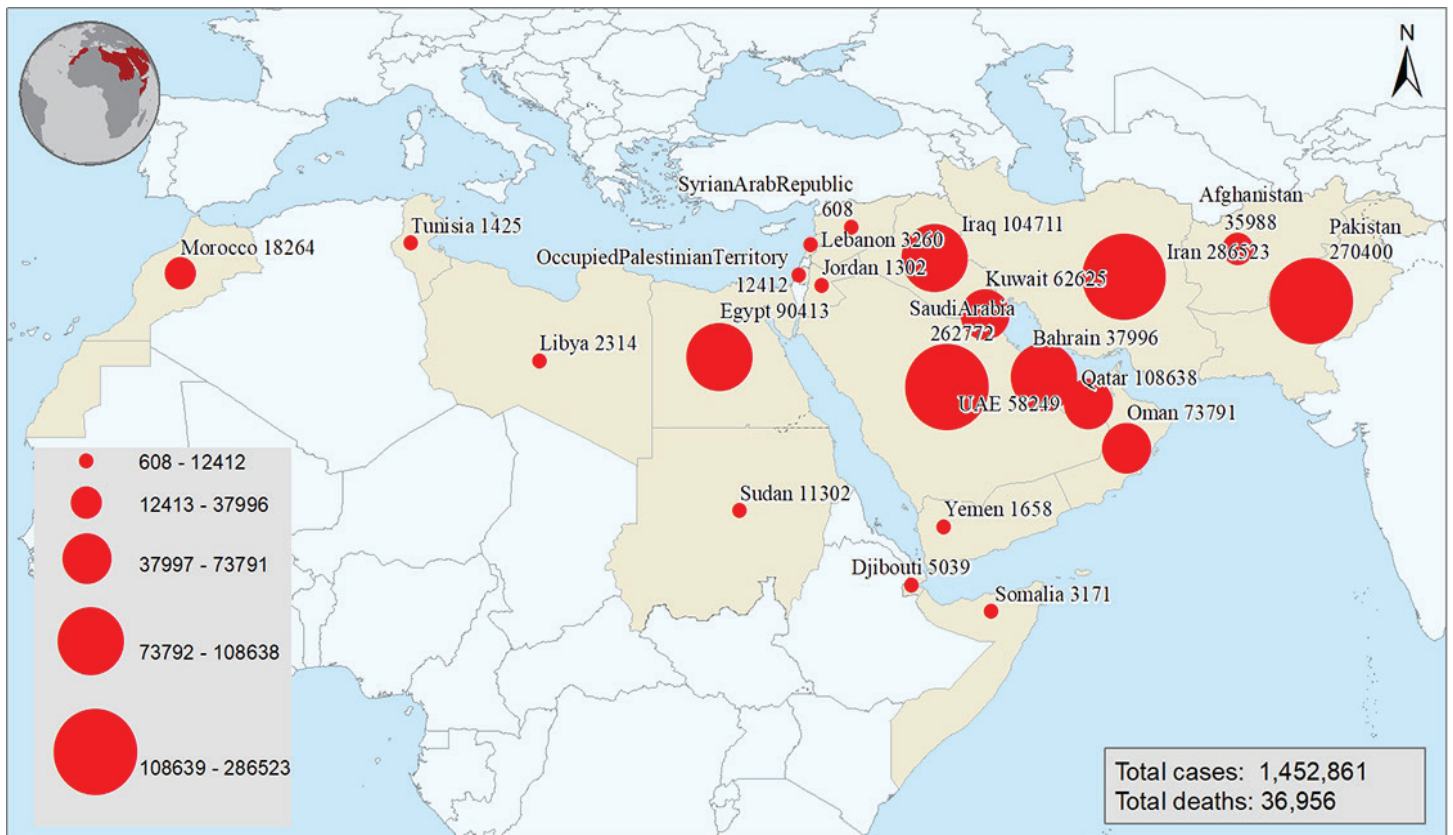 N
SyrianArabRepublic
608
Afghanistan
35988
Pakistan
270400
Tunisia 1425
Iraq 104711
Morocco 18264
Lebanon 3260
Iran 286523
OccupiedPalestinianTerritory
12412
Jordan 1302
Kuwait 62625
Egypt 90413
SaudiArabia
262772
Libya 2314
Bahrain 37996
Qatar 108638
UAE 58249
Oman 73791
608 - 12412
12413 - 37996
37997 - 73791
73792 - 108638
108639 - 286523
Sudan 11302
Yemen 1658
Djibouti 5039
Somalia 3171
Total cases: 1,452,861
Total deaths: 36,956